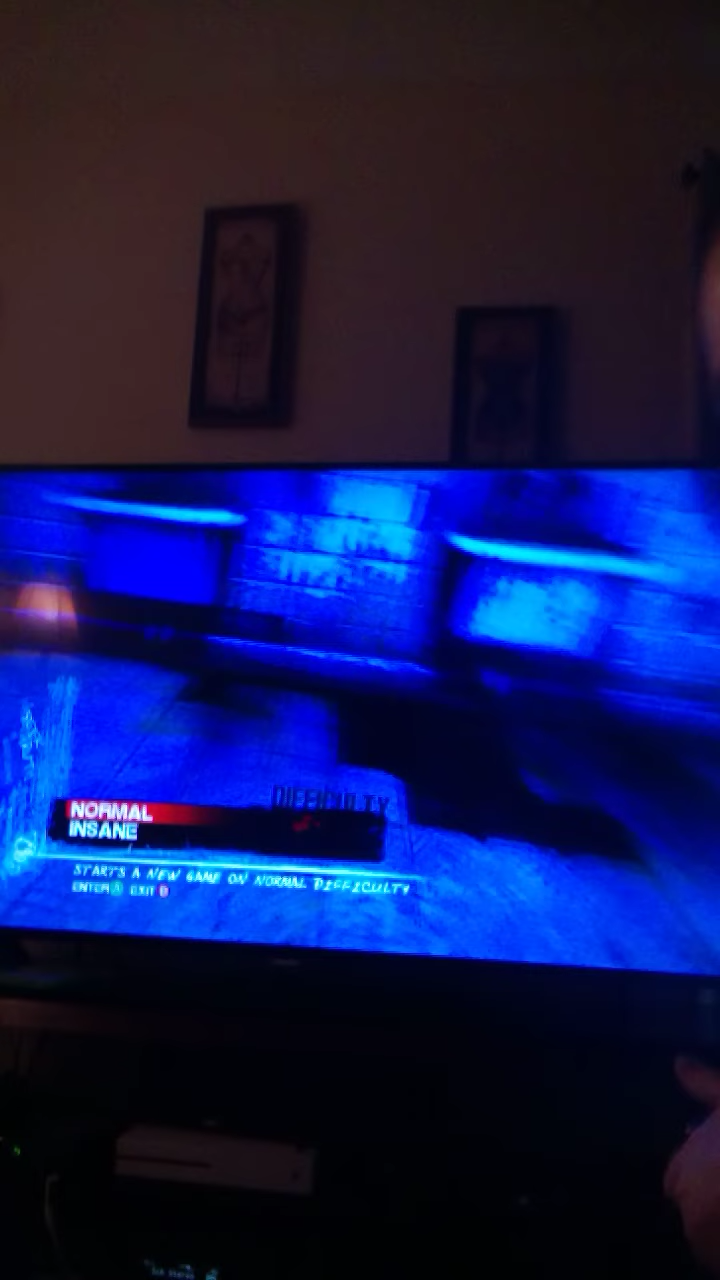 DIFFICULTY
NORMAL
INSANE
STARTS A NEW GAME ON NORMAL DIFFICULTY
ENTER A EXIT B